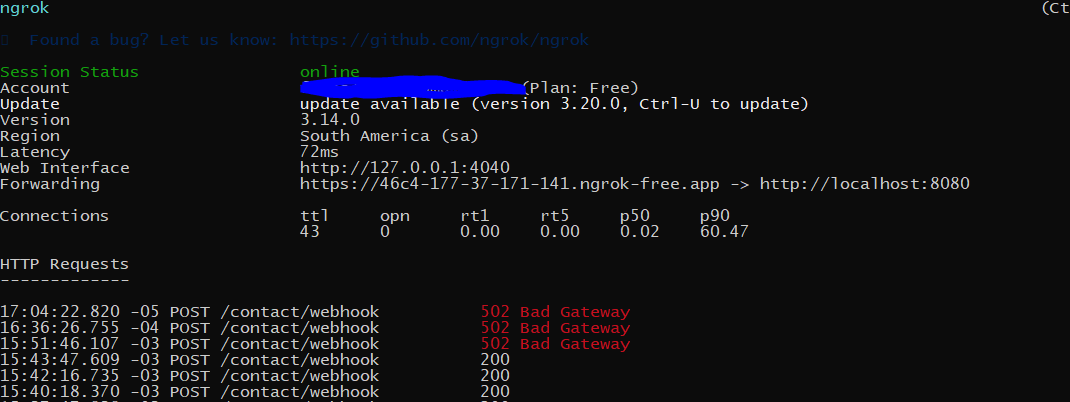 ngrok (Ct
Found a bug? Let us know: https://github.com/ngrok/ngrok
Session Status online
Account (Plan: Free)
Update update available (version 3.20.0, Ctrl-U to update)
Version 3.14.0
Region South America (sa)
Latency 72ms
Web Interface http://127.0.0.1:4040
Forwarding https://46c4-177-37-171-141.ngrok-free.app -> http://localhost:8080
Connections ttl opn rt1 rt5 p50 p90
43 0 0.00 0.00 0.02 60.47
HTTP Requests
-------------
17:04:22.820 -05 POST /contact/webhook 502 Bad Gateway
16:36:26.755 -04 POST /contact/webhook 502 Bad Gateway
15:51:46.107 -03 POST /contact/webhook 502 Bad Gateway
15:43:47.609 -03 POST /contact/webhook 200
15:42:16.735 -03 POST /contact/webhook 200
15:40:18.370 -03 POST /contact/webhook 200